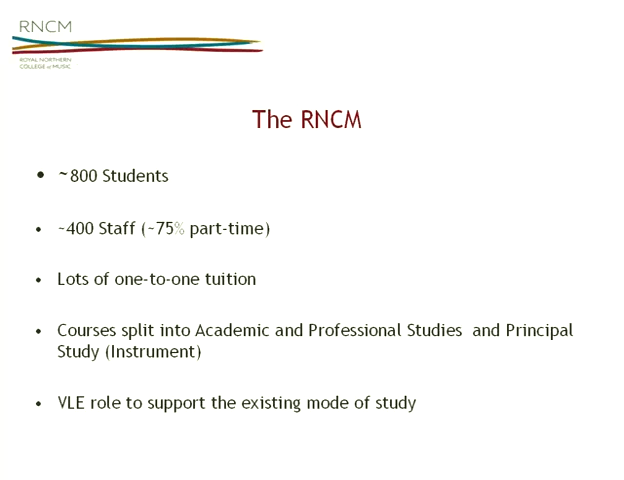 RNCM
ROYAL NORTHERN
COLLEGE of MUSIC
The RNCM
• ~800 Students
• ~400 Staff (~75% part-time)
• Lots of one-to-one tuition
• Courses split into Academic and Professional Studies and Principal
Study (Instrument)
• VLE role to support the existing mode of study